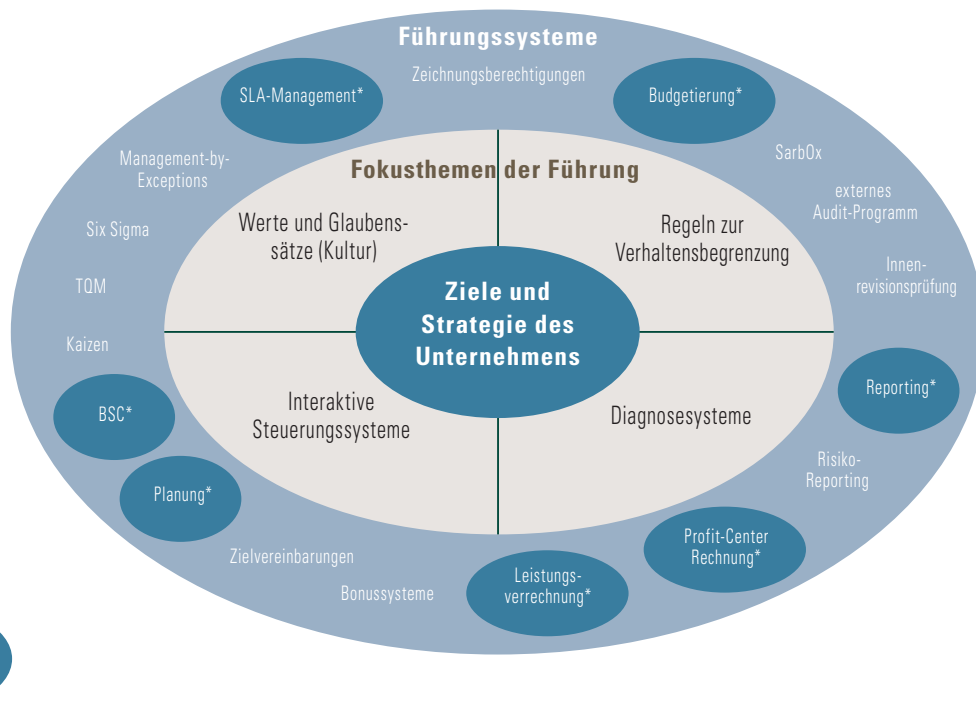 Führungssysteme
Zeichnungsberechtigungen
SLA-Management*
Budgetierung*
Management-by-
Exceptions
SarbOx
Fokusthemen der Führung
externes
Audit-Programm
Six Sigma
Werte und Glaubens-
sätze (Kultur)
Regeln zur
Verhaltensbegrenzung
Innen-
revisionsprüfung
TQM
Ziele und
Strategie des
Unternehmens
Kaizen
Reporting*
BSC*
Interaktive
Steuerungssysteme
Diagnosesysteme
Risiko-
Reporting
Planung*
Profit-Center
Rechnung*
Zielvereinbarungen
Leistungs-
verrechnung*
Bonussysteme